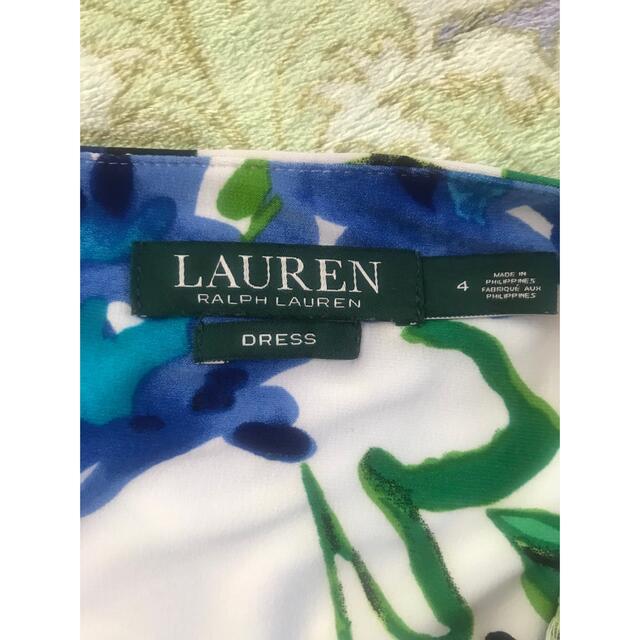 LAUREN
RALPH LAUREN
DRESS
4
MADE IN
PHILIPPINES
FABRIQUÉ AUX
PHILIPPINES